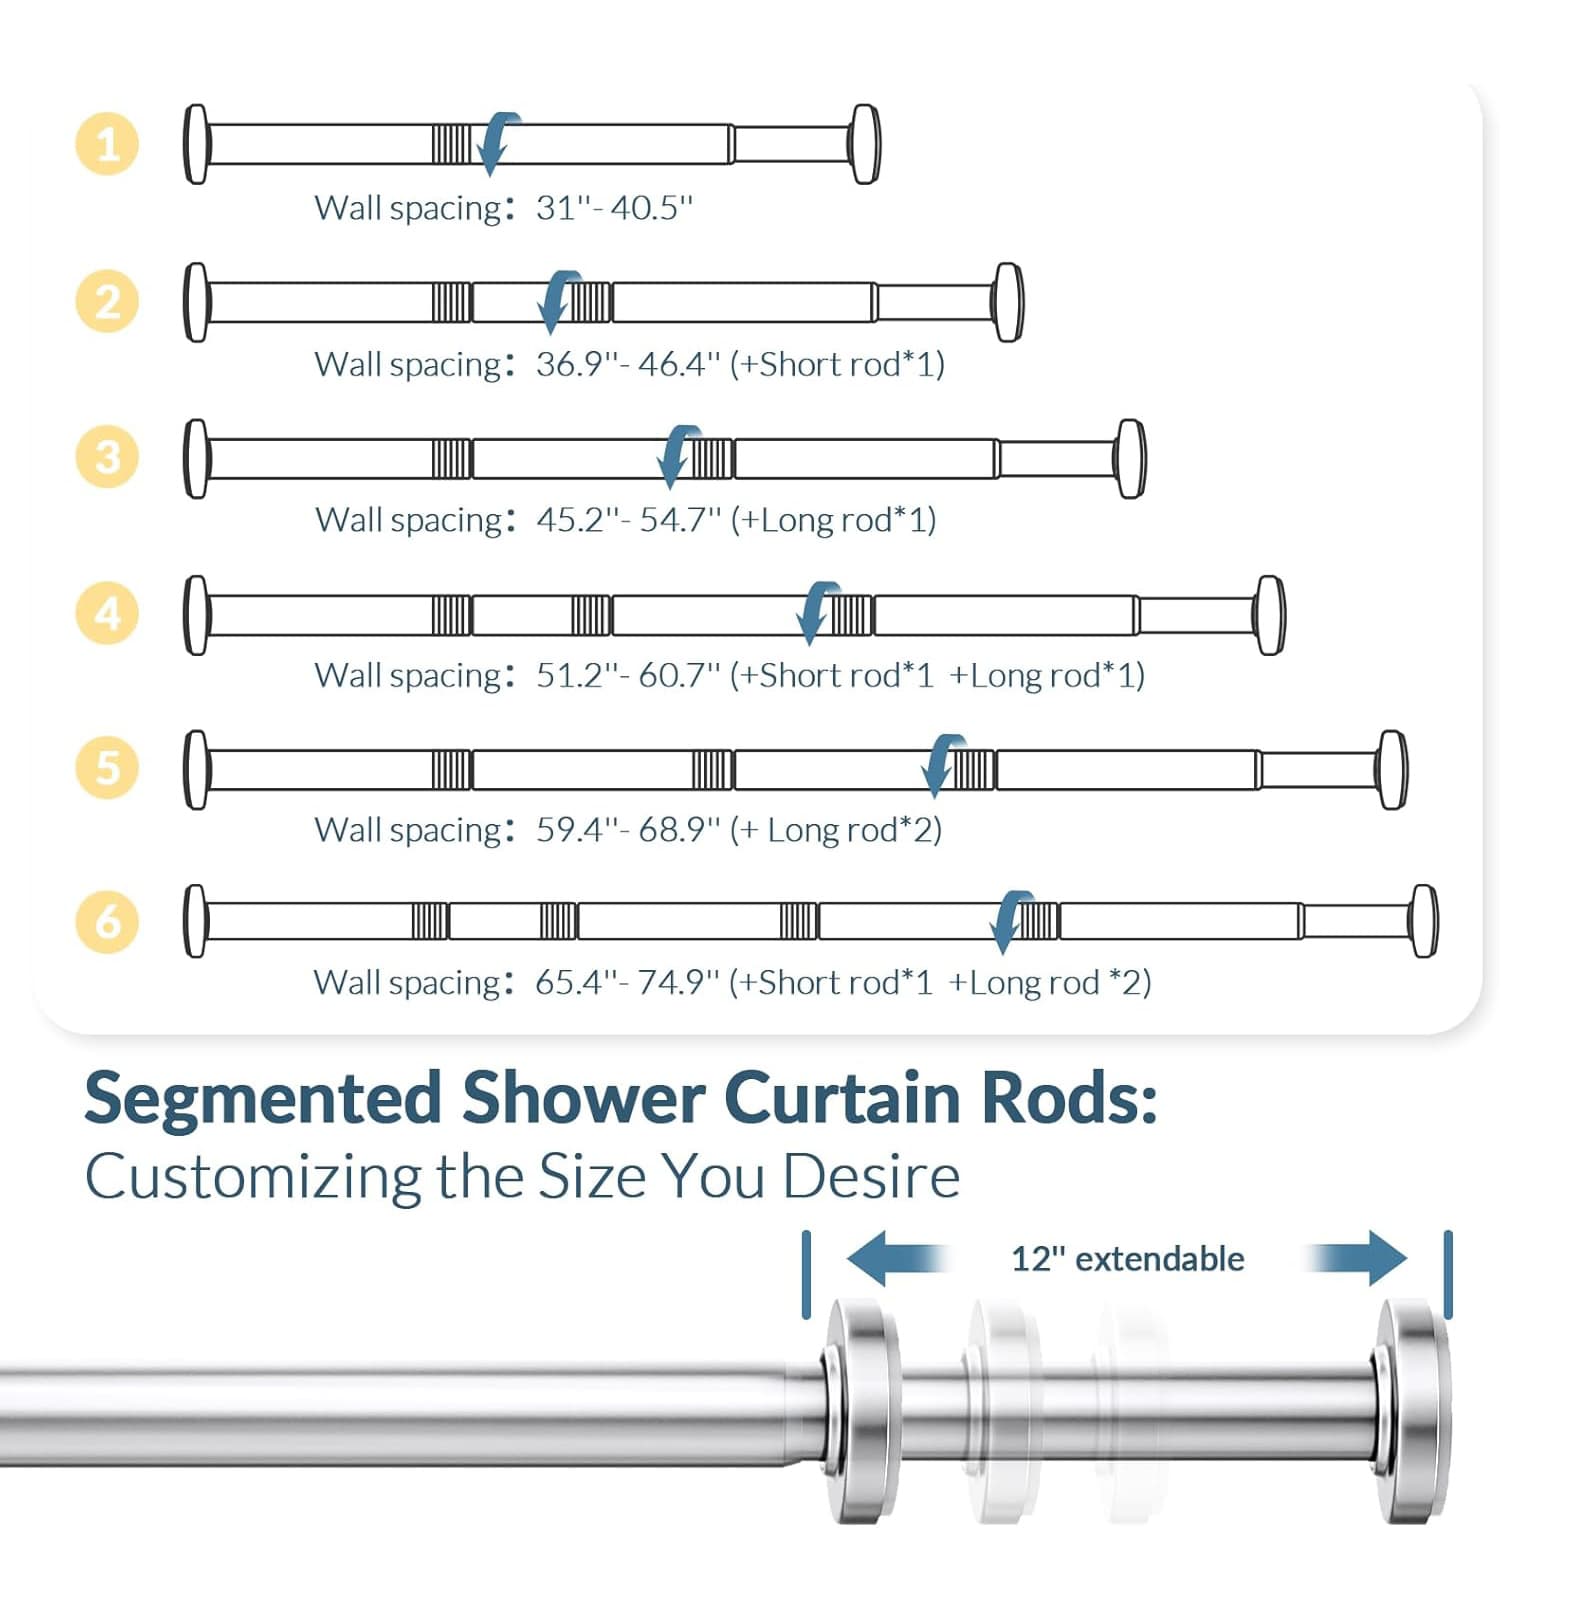 1
Wall spacing: 31''- 40.5''
2
Wall spacing: 36.9''- 46.4'' (+Short rod*1)
3
Wall spacing: 45.2''- 54.7'' (+Long rod*1)
4
Wall spacing: 51.2''- 60.7'' (+Short rod*1 +Long rod*1)
5
Wall spacing: 59.4''- 68.9'' (+ Long rod*2)
6
Wall spacing: 65.4''- 74.9'' (+Short rod*1 +Long rod *2)
Segmented Shower Curtain Rods:
Customizing the Size You Desire
12'' extendable